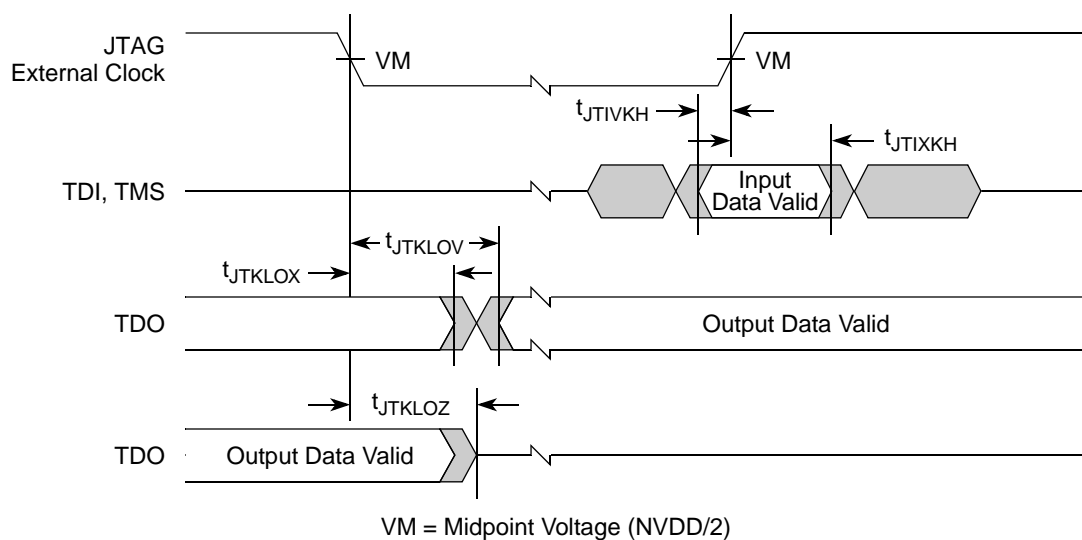 JTAG
External Clock
VM
VM
tJTIVKH
tJTIXKH
TDI, TMS
Input
Data Valid
tJTKLOV
tJTKLOX
TDO
Output Data Valid
tJTKLOZ
TDO
Output Data Valid
VM = Midpoint Voltage (NVDD/2)